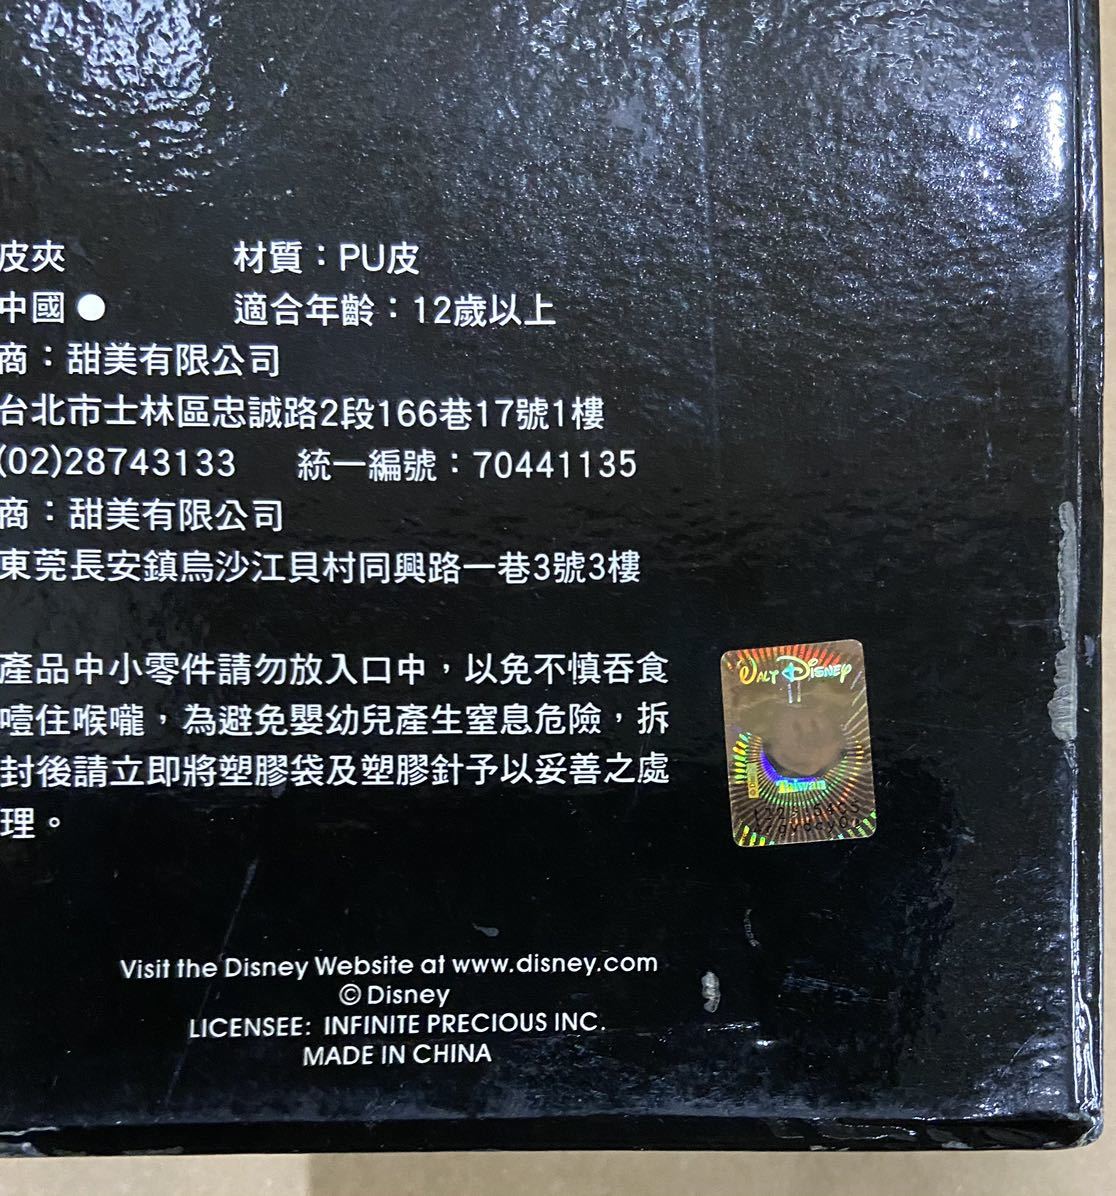 皮夾 材質：PU皮
中國● 適合年齡：12歲以上
商：甜美有限公司
台北市士林區忠誠路2段166巷17號1樓
(02)28743133 統一編號：70441135
商：甜美有限公司
東莞長安鎮烏沙江貝村同興路一巷3號3樓
產品中小零件請勿放入口中，以免不慎吞食
噎住喉嚨，為避免嬰幼兒產生窒息危險，拆
封後請立即將塑膠袋及塑膠針予以妥善之處
理。
WALT DISNEY
Taiwan
Visit the Disney Website at www.disney.com
© Disney
LICENSEE: INFINITE PRECIOUS INC.
MADE IN CHINA